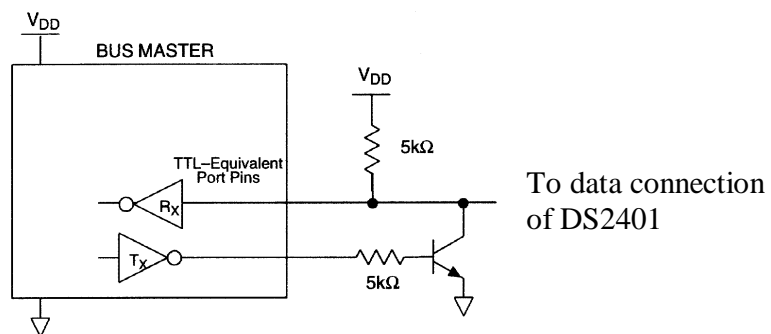 VDD
BUS MASTER
VDD
5kΩ
TTL–Equivalent
Port Pins
RX
To data connection
of DS2401
TX
5kΩ